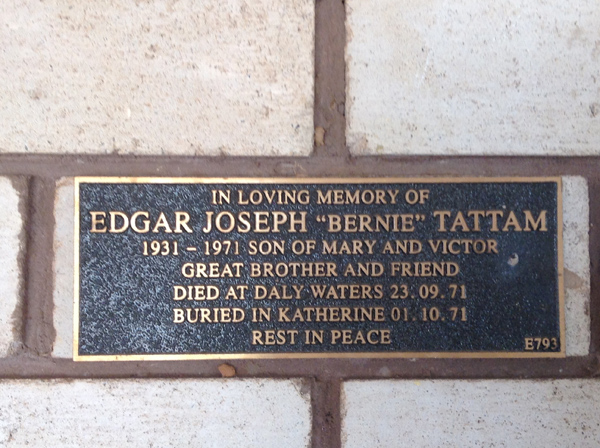 IN LOVING MEMORY OF
EDGAR JOSEPH "BERNIE" TATTAM
1931 - 1971 SON OF MARY AND VICTOR
GREAT BROTHER AND FRIEND
DIED AT DALY WATERS 23.09.71
BURIED IN KATHERINE 01.10.71
REST IN PEACE
E793